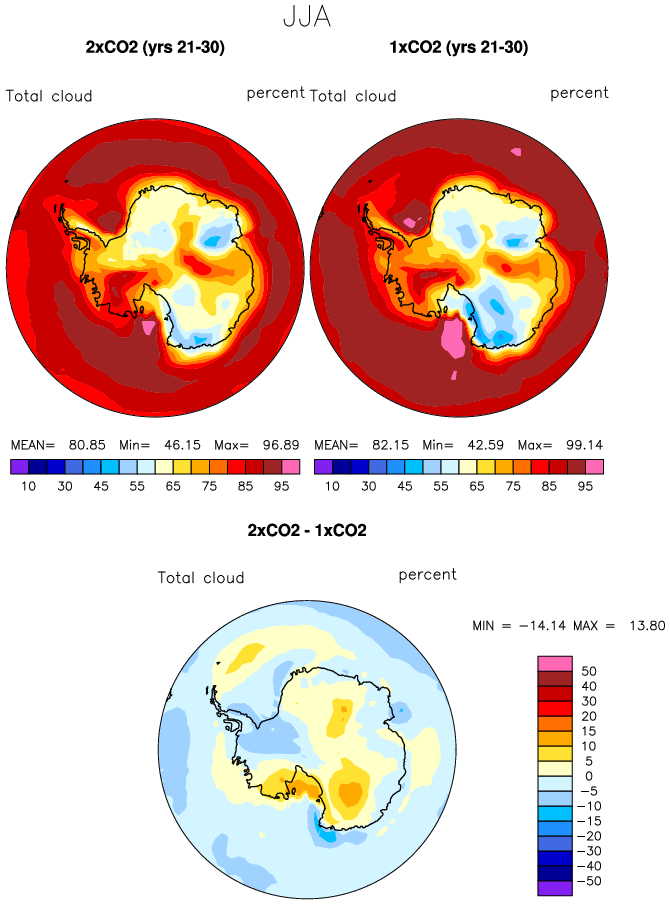 JJA
2xCO2 (yrs 21-30) 1xCO2 (yrs 21-30)
Total cloud percent Total cloud percent
MEAN= 80.85 Min= 46.15 Max= 96.89 MEAN= 82.15 Min= 42.59 Max= 99.14
10 30 45 55 65 75 85 95 10 30 45 55 65 75 85 95
2xCO2 - 1xCO2
Total cloud percent
MIN = -14.14 MAX = 13.80
50
40
30
20
15
10
5
0
-5
-10
-15
-20
-30
-40
-50